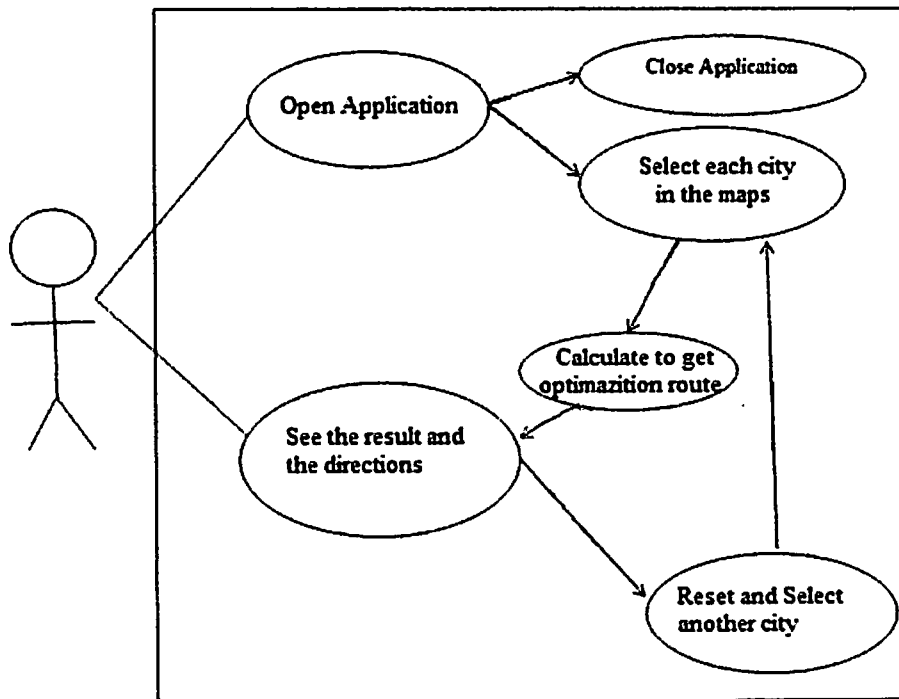 Open Application
Close Application
Select each city
in the maps
Calculate to get
optimazition route
See the result and
the directions
Reset and Select
another city